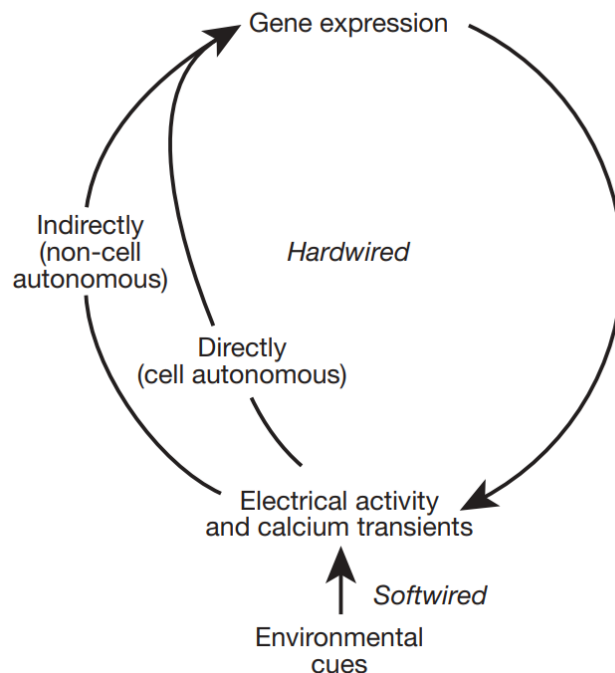 Gene expression
Indirectly
(non-cell
autonomous)
Hardwired
Directly
(cell autonomous)
Electrical activity
and calcium transients
Softwired
Environmental
cues